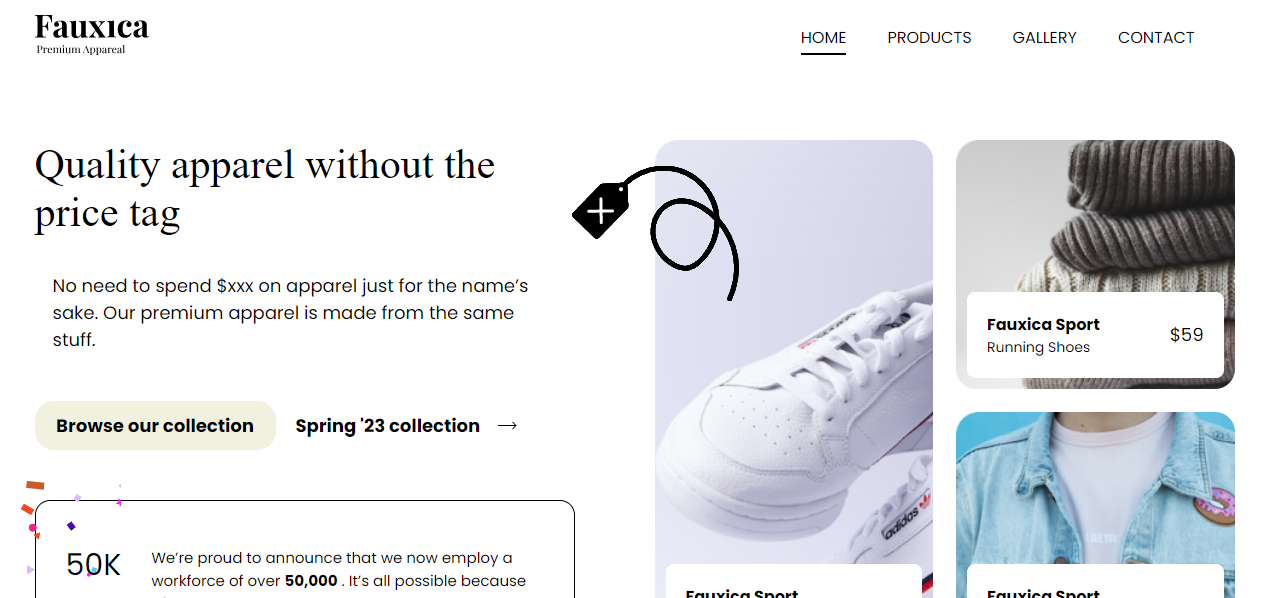 Fauxıca
Premium Appareal
HOME PRODUCTS GALLERY CONTACT
Quality apparel without the
price tag
No need to spend $xxx on apparel just for the name’s
sake. Our premium apparel is made from the same
stuff.
Browse our collection
Spring '23 collection →
50K
We’re proud to announce that we now employ a
workforce of over 50,000 . It’s all possible because
adidas
Fauxica Sport
Fauxica Sport
Running Shoes
$59
Fauxica Sport